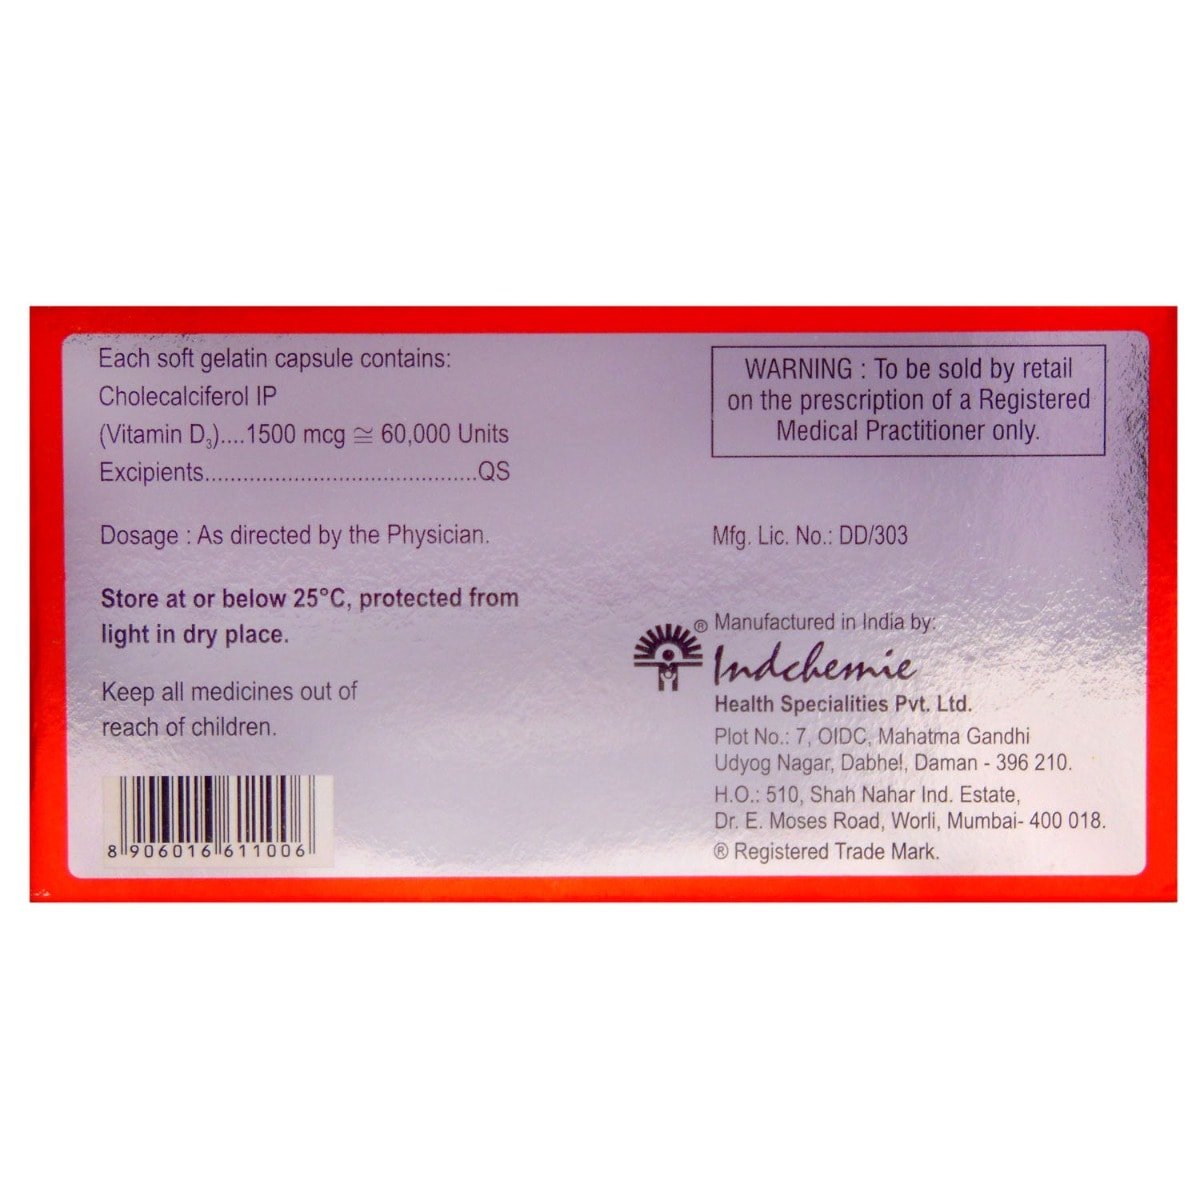 Each soft gelatin capsule contains:
Cholecalciferol IP
(Vitamin D3)....1500 mcg ≅ 60,000 Units
Excipients...........................................QS
Dosage : As directed by the Physician.
Store at or below 25°C, protected from
light in dry place.
Keep all medicines out of
reach of children.
8 906016 611006
WARNING : To be sold by retail
on the prescription of a Registered
Medical Practitioner only.
Mfg. Lic. No.: DD/303
® Manufactured in India by:
Indchemie
Health Specialities Pvt. Ltd.
Plot No.: 7, OIDC, Mahatma Gandhi
Udyog Nagar, Dabhel, Daman - 396 210.
H.O.: 510, Shah Nahar Ind. Estate,
Dr. E. Moses Road, Worli, Mumbai- 400 018.
® Registered Trade Mark.